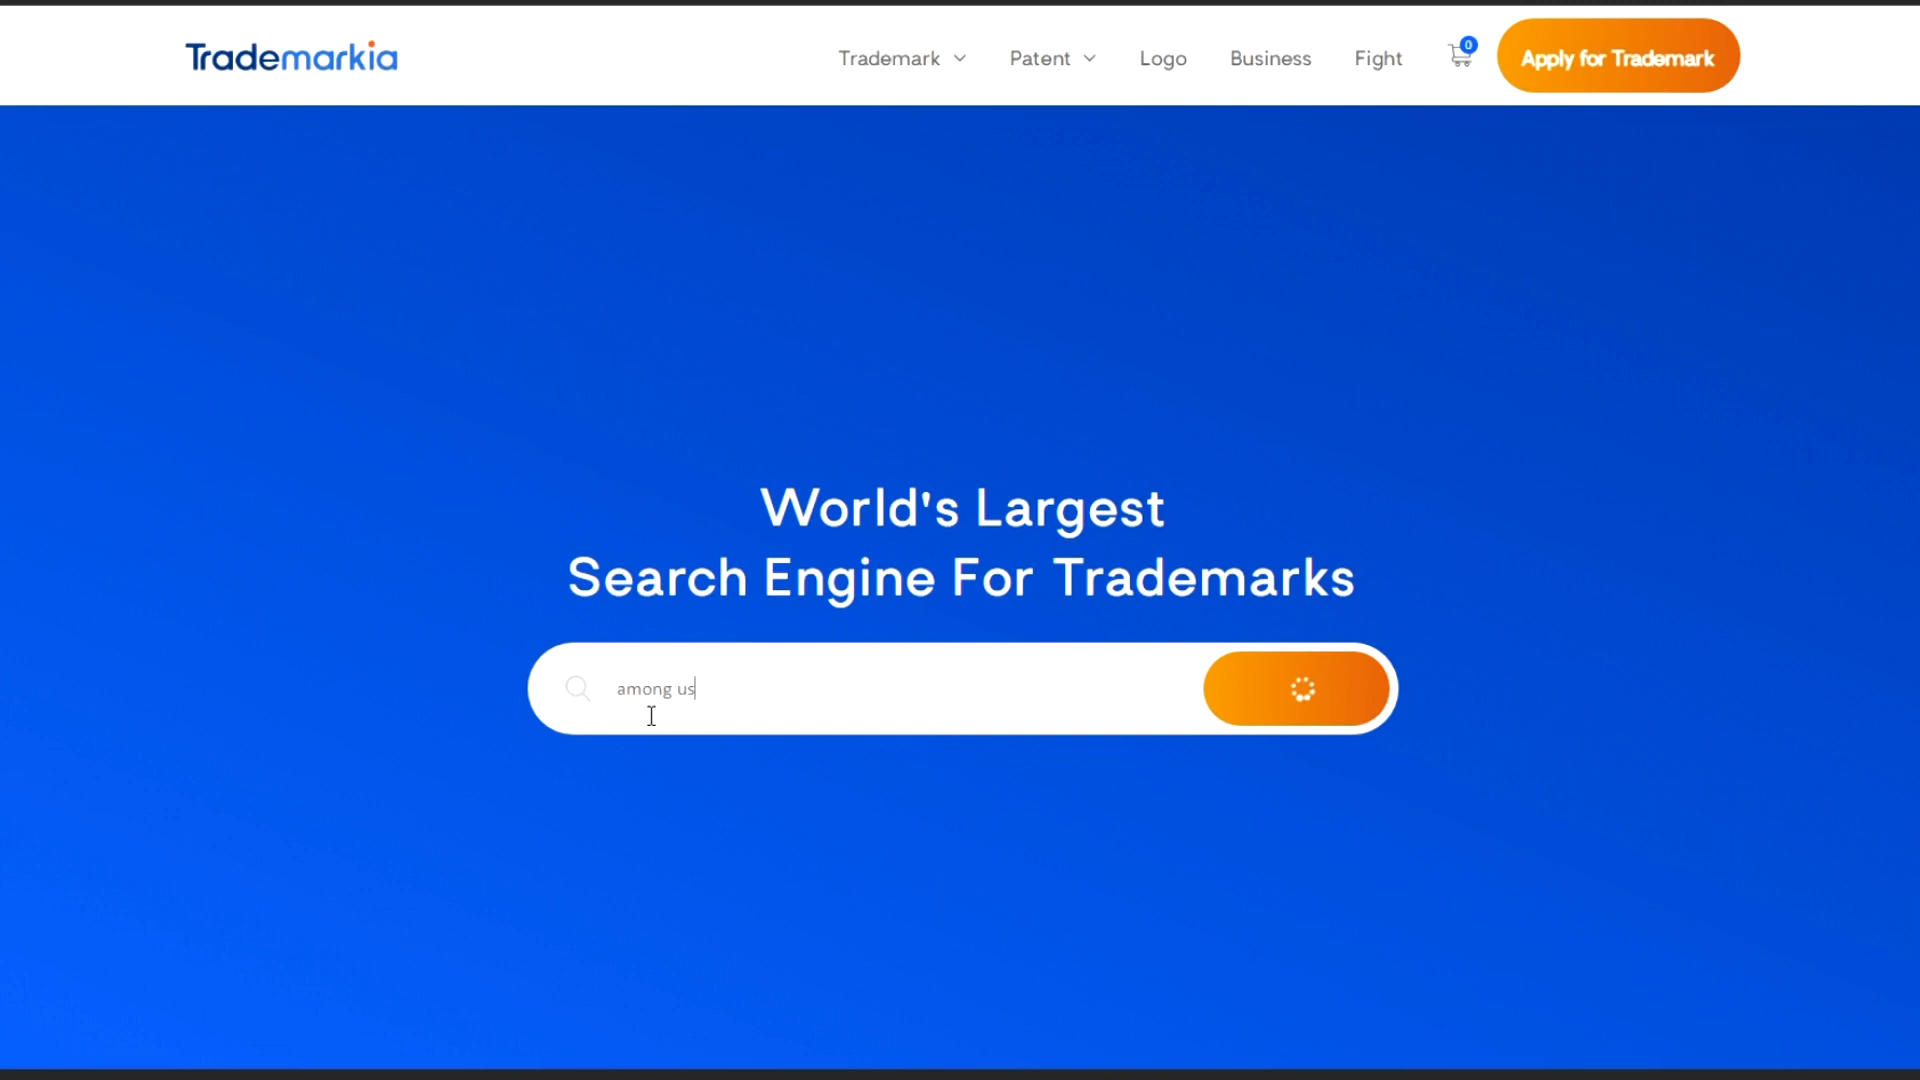 Trademarkia
Trademark Patent Logo Business Fight 0 Apply for Trademark
World's Largest
Search Engine For Trademarks
among us